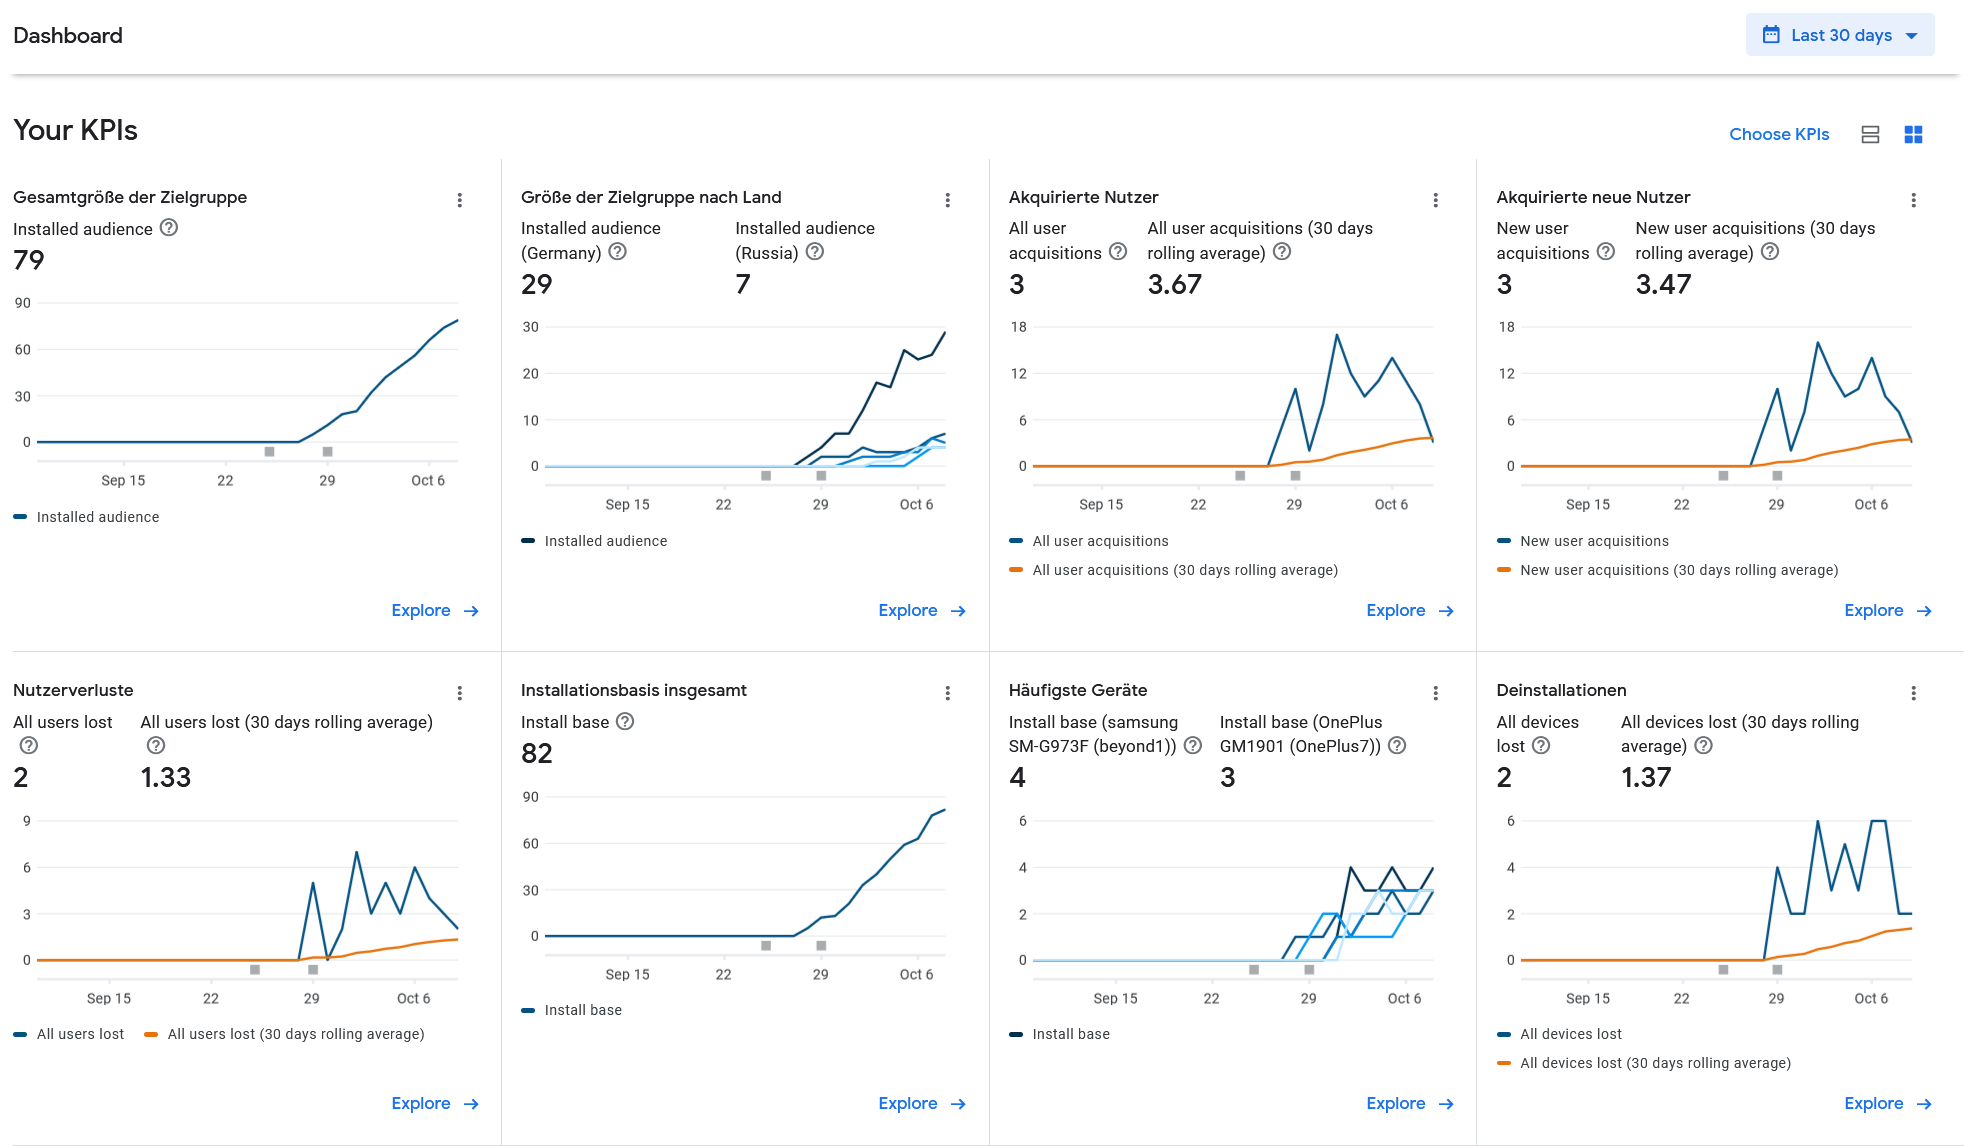 Dashboard
Last 30 days
Your KPIs
Choose KPIs
Gesamtgröße der Zielgruppe
Installed audience
79
90
60
30
0
Sep 15 22 29 Oct 6
Installed audience
Explore
Größe der Zielgruppe nach Land
Installed audience
(Germany)
29
Installed audience
(Russia)
7
30
20
10
0
Sep 15 22 29 Oct 6
Installed audience
Explore
Akquirierte Nutzer
All user
acquisitions
3
All user acquisitions (30 days
rolling average)
3.67
18
12
6
0
Sep 15 22 29 Oct 6
All user acquisitions
All user acquisitions (30 days rolling average)
Explore
Akquirierte neue Nutzer
New user
acquisitions
3
New user acquisitions (30 days
rolling average)
3.47
18
12
6
0
Sep 15 22 29 Oct 6
New user acquisitions
New user acquisitions (30 days rolling average)
Explore
Nutzerverluste
All users lost
2
All users lost (30 days rolling average)
1.33
9
6
3
0
Sep 15 22 29 Oct 6
All users lost All users lost (30 days rolling average)
Explore
Installationsbasis insgesamt
Install base
82
90
60
30
0
Sep 15 22 29 Oct 6
Install base
Explore
Häufigste Geräte
Install base (samsung
SM-G973F (beyond1))
4
Install base (OnePlus
GM1901 (OnePlus7))
3
6
4
2
0
Sep 15 22 29 Oct 6
Install base
Explore
Deinstallationen
All devices
lost
2
All devices lost (30 days rolling
average)
1.37
6
4
2
0
Sep 15 22 29 Oct 6
All devices lost
All devices lost (30 days rolling average)
Explore